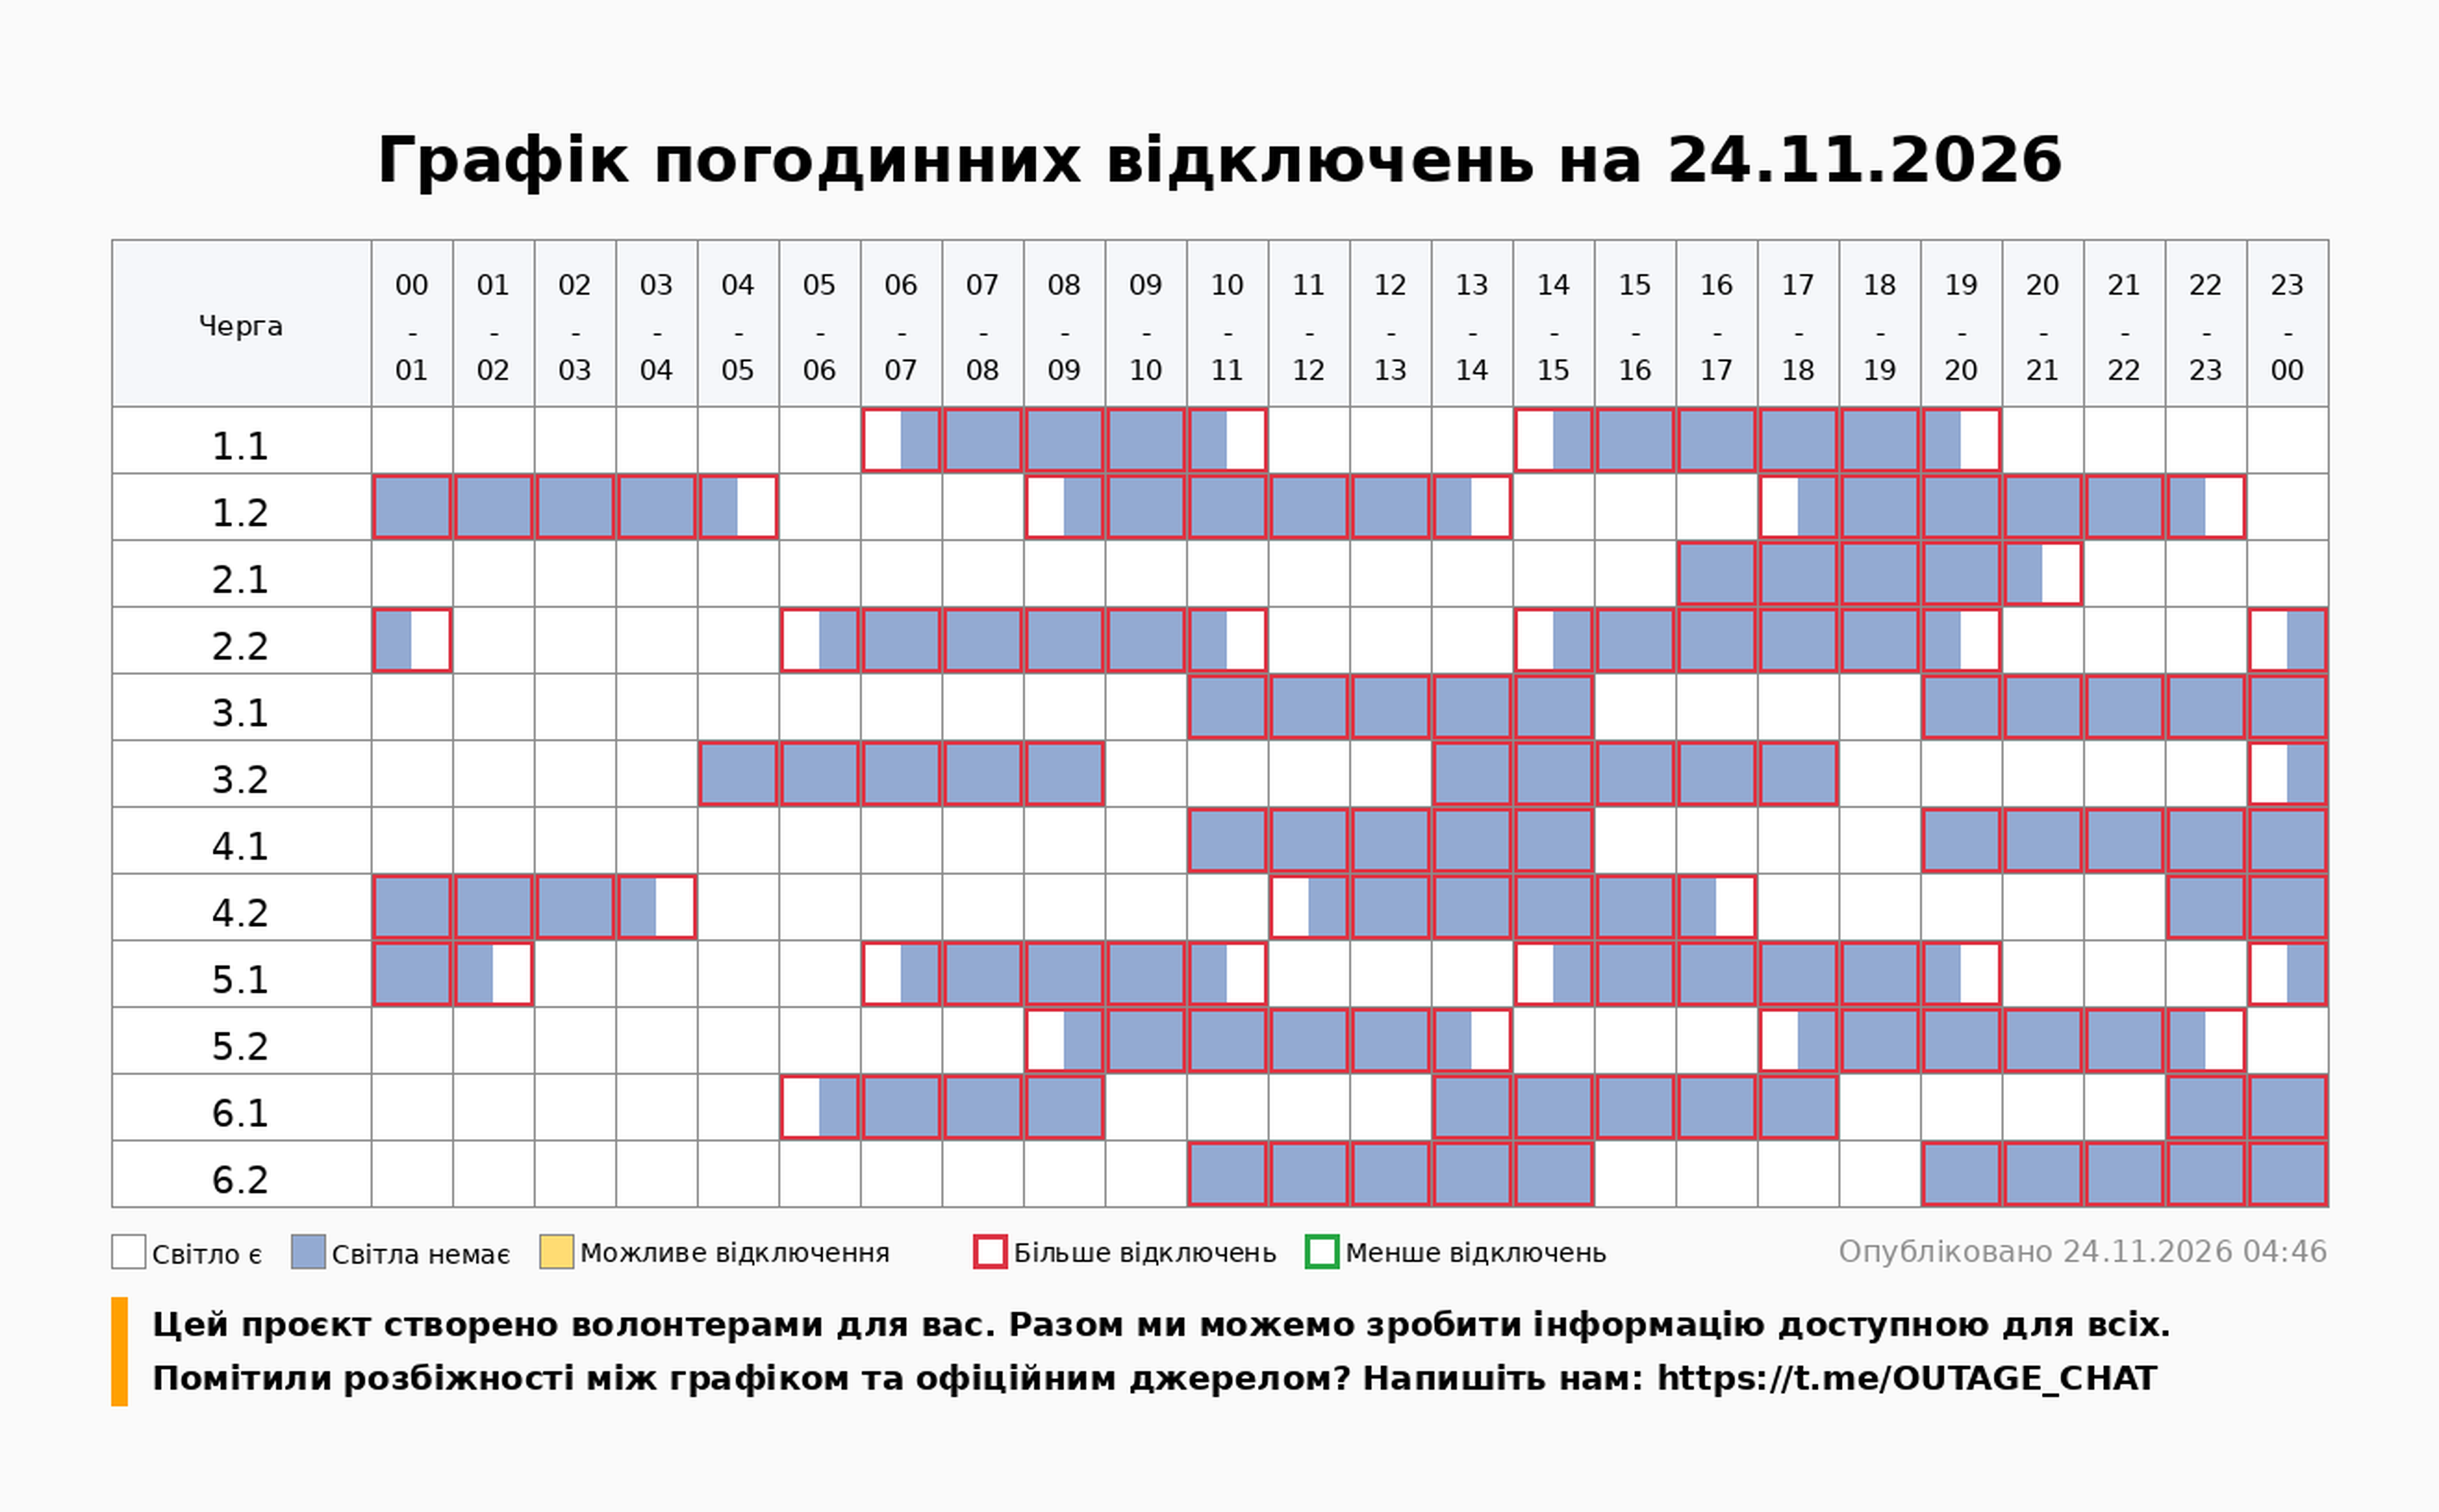 Графік погодинних відключень на 24.11.2026
Черга
00 - 01
01 - 02
02 - 03
03 - 04
04 - 05
05 - 06
06 - 07
07 - 08
08 - 09
09 - 10
10 - 11
11 - 12
12 - 13
13 - 14
14 - 15
15 - 16
16 - 17
17 - 18
18 - 19
19 - 20
20 - 21
21 - 22
22 - 23
23 - 00
1.1
1.2
2.1
2.2
3.1
3.2
4.1
4.2
5.1
5.2
6.1
6.2
Світло є
Світла немає
Можливе відключення
Більше відключень
Менше відключень
Опубліковано 24.11.2026 04:46
Цей проєкт створено волонтерами для вас. Разом ми можемо зробити інформацію доступною для всіх.
Помітили розбіжності між графіком та офіційним джерелом? Напишіть нам: https://t.me/OUTAGE_CHAT